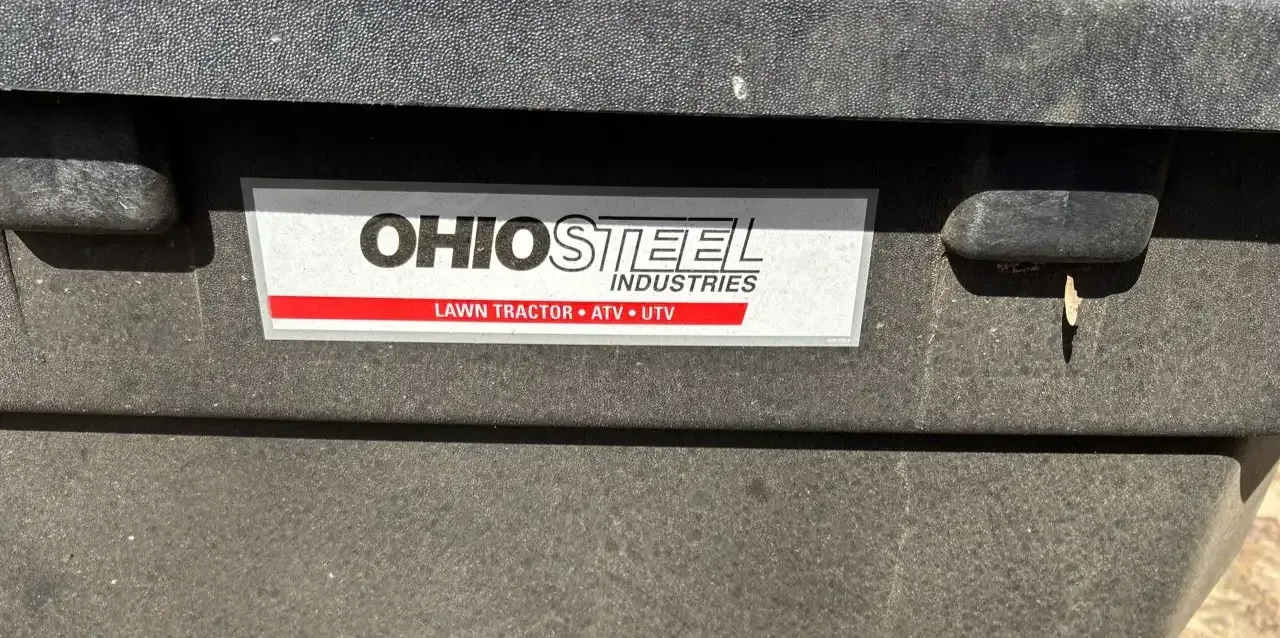 OHIOSTEEL
INDUSTRIES
LAWN TRACTOR • ATV • UTV